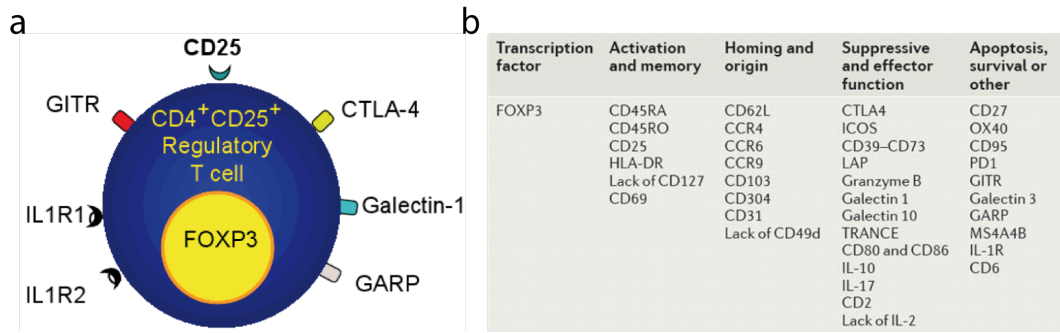 a
CD25
GITR
CTLA-4
CD4+CD25+
Regulatory
T cell
IL1R1
Galectin-1
FOXP3
IL1R2
GARP
b
Transcription factor
Activation and memory
Homing and origin
Suppressive and effector function
Apoptosis, survival or other
FOXP3
CD45RA
CD45RO
CD25
HLA-DR
Lack of CD127
CD69
CD62L
CCR4
CCR6
CCR9
CD103
CD304
CD31
Lack of CD49d
CTLA4
ICOS
CD39–CD73
LAP
Granzyme B
Galectin 1
Galectin 10
TRANCE
CD80 and CD86
IL-10
IL-17
CD2
Lack of IL-2
CD27
OX40
CD95
PD1
GITR
Galectin 3
GARP
MS4A4B
IL-1R
CD6